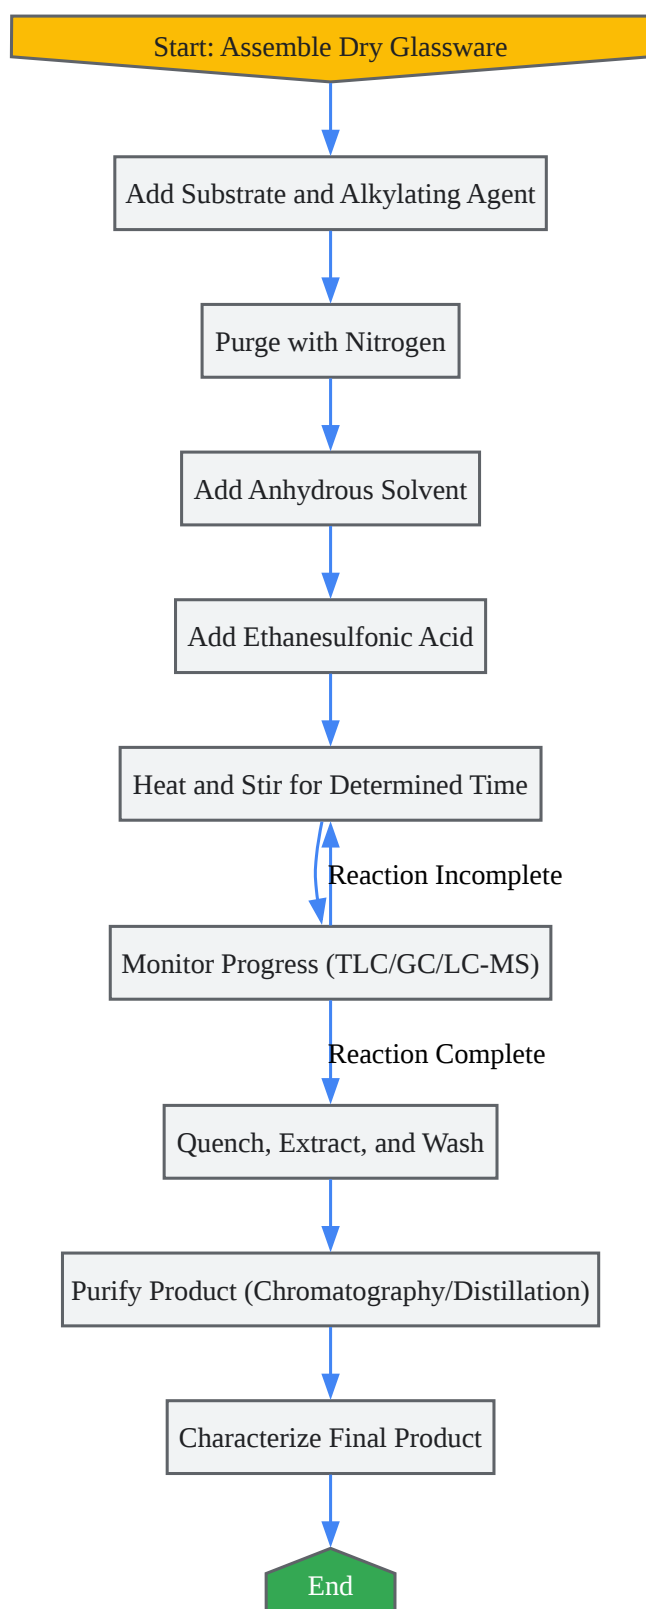 Start: Assemble Dry Glassware
Add Substrate and Alkylating Agent
Purge with Nitrogen
Add Anhydrous Solvent
Add Ethanesulfonic Acid
Heat and Stir for Determined Time
Reaction Incomplete
Monitor Progress (TLC/GC/LC-MS)
Reaction Complete
Quench, Extract, and Wash
Purify Product (Chromatography/Distillation)
Characterize Final Product
End